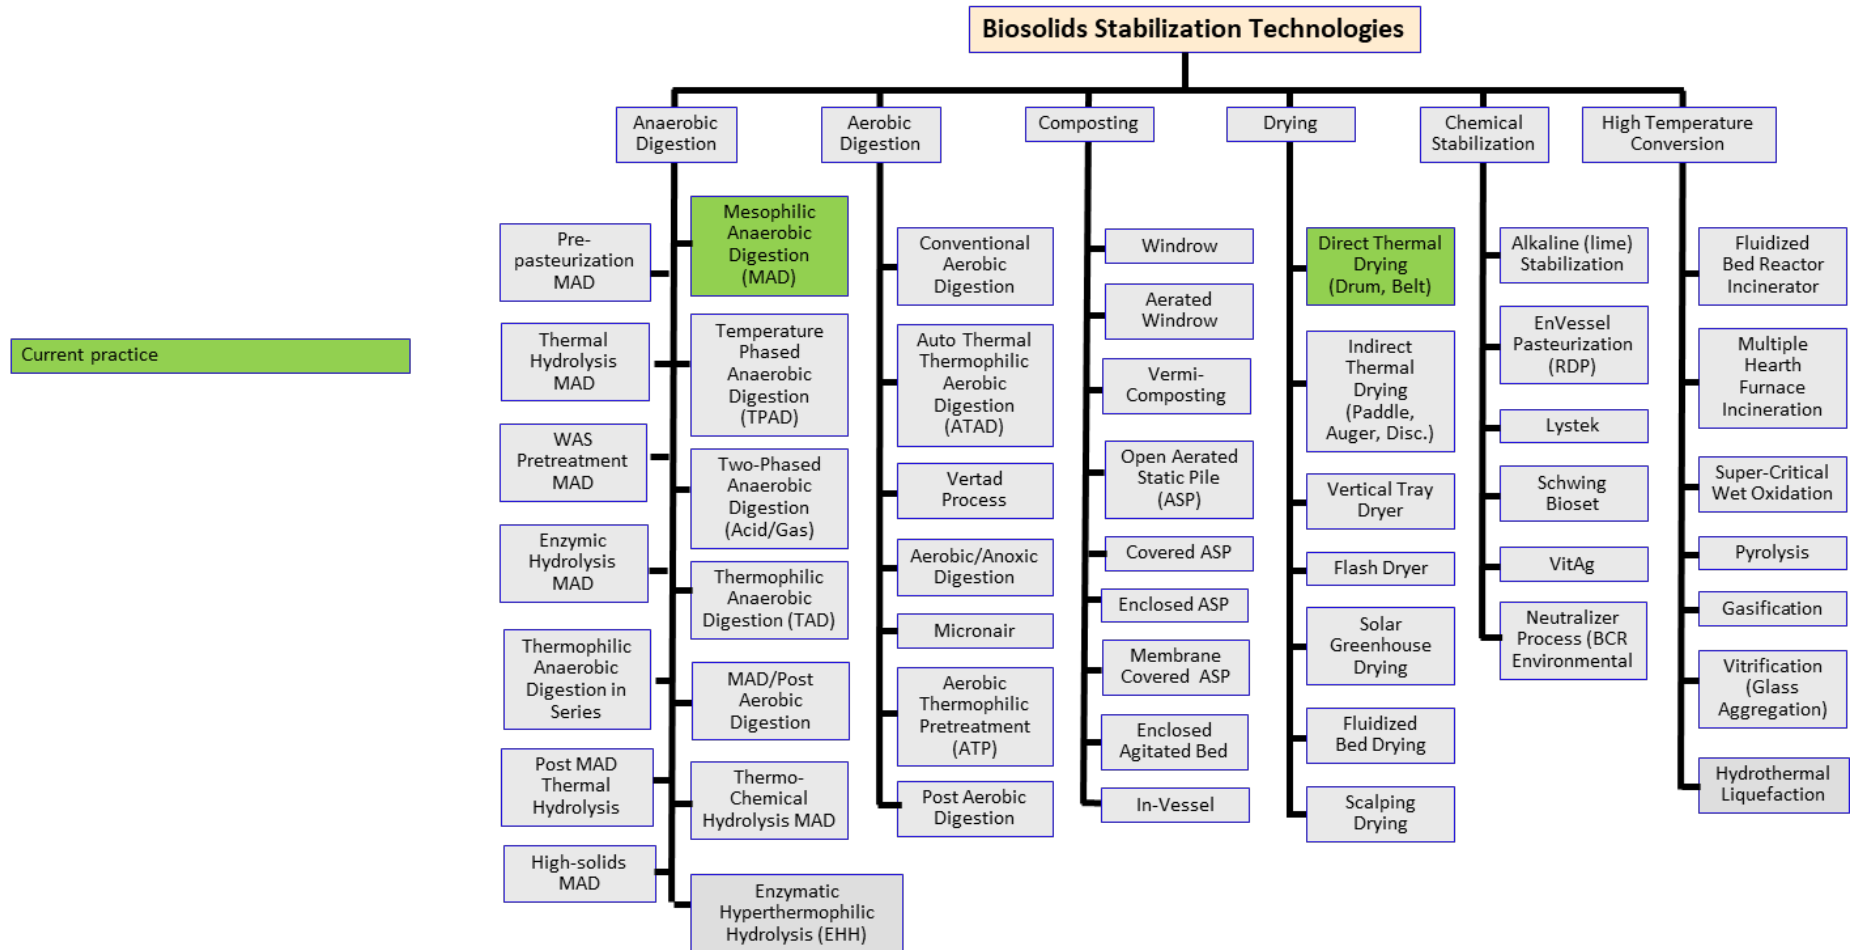 Biosolids Stabilization Technologies
Anaerobic
Digestion
Aerobic
Digestion
Composting
Drying
Chemical
Stabilization
High Temperature
Conversion
Current practice
Pre-
pasteurization
MAD
Thermal
Hydrolysis
MAD
WAS
Pretreatment
MAD
Enzymic
Hydrolysis
MAD
Thermophilic
Anaerobic
Digestion in
Series
Post MAD
Thermal
Hydrolysis
High-solids
MAD
Mesophilic
Anaerobic
Digestion
(MAD)
Temperature
Phased
Anaerobic
Digestion
(TPAD)
Two-Phased
Anaerobic
Digestion
(Acid/Gas)
Thermophilic
Anaerobic
Digestion (TAD)
MAD/Post
Aerobic
Digestion
Thermo-
Chemical
Hydrolysis MAD
Enzymatic
Hyperthermophilic
Hydrolysis (EHH)
Conventional
Aerobic
Digestion
Auto Thermal
Thermophilic
Aerobic
Digestion
(ATAD)
Vertad
Process
Aerobic/Anoxic
Digestion
Micronair
Aerobic
Thermophilic
Pretreatment
(ATP)
Post Aerobic
Digestion
Windrow
Aerated
Windrow
Vermi-
Composting
Open Aerated
Static Pile
(ASP)
Covered ASP
Enclosed ASP
Membrane
Covered ASP
Enclosed
Agitated Bed
In-Vessel
Direct Thermal
Drying
(Drum, Belt)
Indirect
Thermal
Drying
(Paddle,
Auger, Disc.)
Vertical Tray
Dryer
Flash Dryer
Solar
Greenhouse
Drying
Fluidized
Bed Drying
Scalping
Drying
Alkaline (lime)
Stabilization
EnVessel
Pasteurization
(RDP)
Lystek
Schwing
Bioset
VitAg
Neutralizer
Process (BCR
Environmental
Fluidized
Bed Reactor
Incinerator
Multiple
Hearth
Furnace
Incineration
Super-Critical
Wet Oxidation
Pyrolysis
Gasification
Vitrification
(Glass
Aggregation)
Hydrothermal
Liquefaction